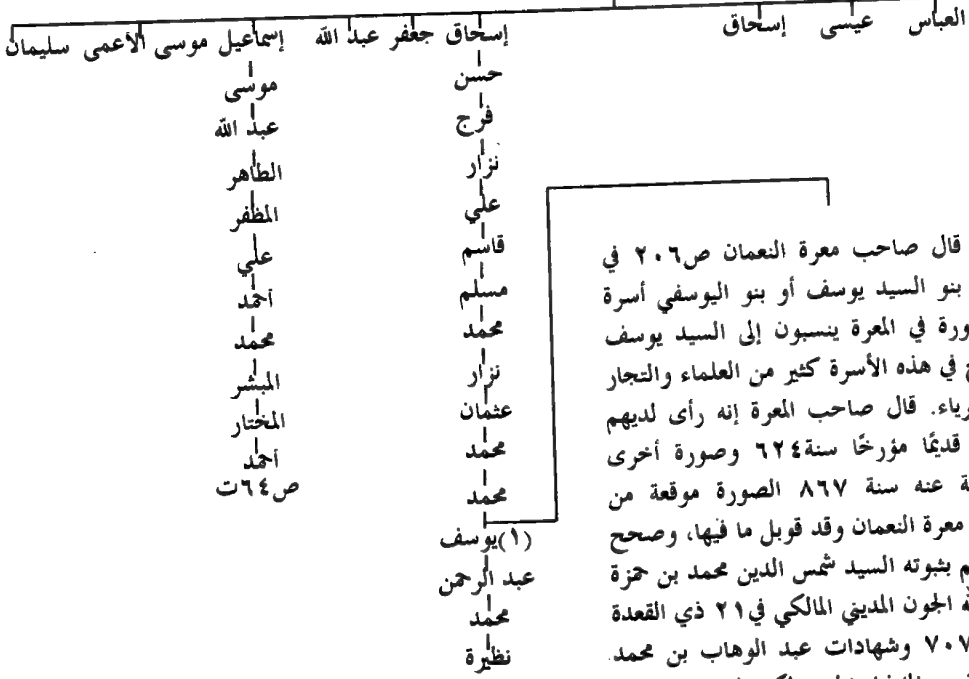 العباس عيسى إسحاق
إسحاق جعفر عبد الله إسماعيل موسى الأعمى سليمان
حسن
فرج
نزار
علي
قاسم
مسلم
محمد
نزار
عثمان
محمد
محمد
(١)يوسف
عبد الرحمن
محمد
نظيرة
موسى
عبد الله
الطاهر
المظفر
علي
أحمد
محمد
المبشر
المختار
أحمد
ص٦٤ت
قال صاحب معرة النعمان ص٢٠٦ في
بنو السيد يوسف أو بنو اليوسفي أسرة
ورة في المعرة ينسبون إلى السيد يوسف
في هذه الأسرة كثير من العلماء والتجار
رياء. قال صاحب المعرة إنه رأى لديهم
قديمًا مؤرخًا سنة٦٢٤ وصورة أخرى
ة عنه سنة ٨٦٧ الصورة موقعة من
معرة النعمان وقد قوبل ما فيها، وصحح
م بثبوته السيد شمس الدين محمد بن حمزة
الجون المديني المالكي في٢١ ذي القعدة
٧٠٧ وشهادات عبد الوهاب بن محمد